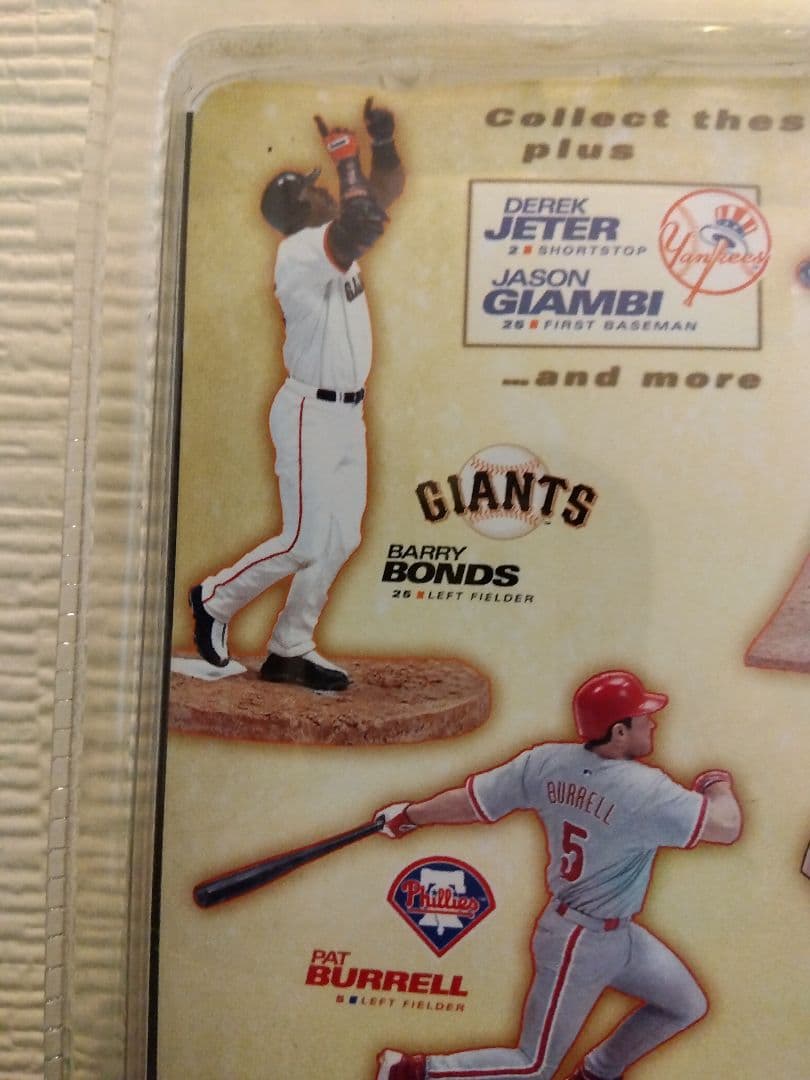 Collect thes
plus
DEREK
JETER
2 ■ SHORTSTOP
JASON
GIAMBI
25 ■ FIRST BASEMAN
Yankees
...and more
GIANTS
BARRY
BONDS
25 ■ LEFT FIELDER
BURRELL
5
Phillies
PAT
BURRELL
5 ■ LEFT FIELDER